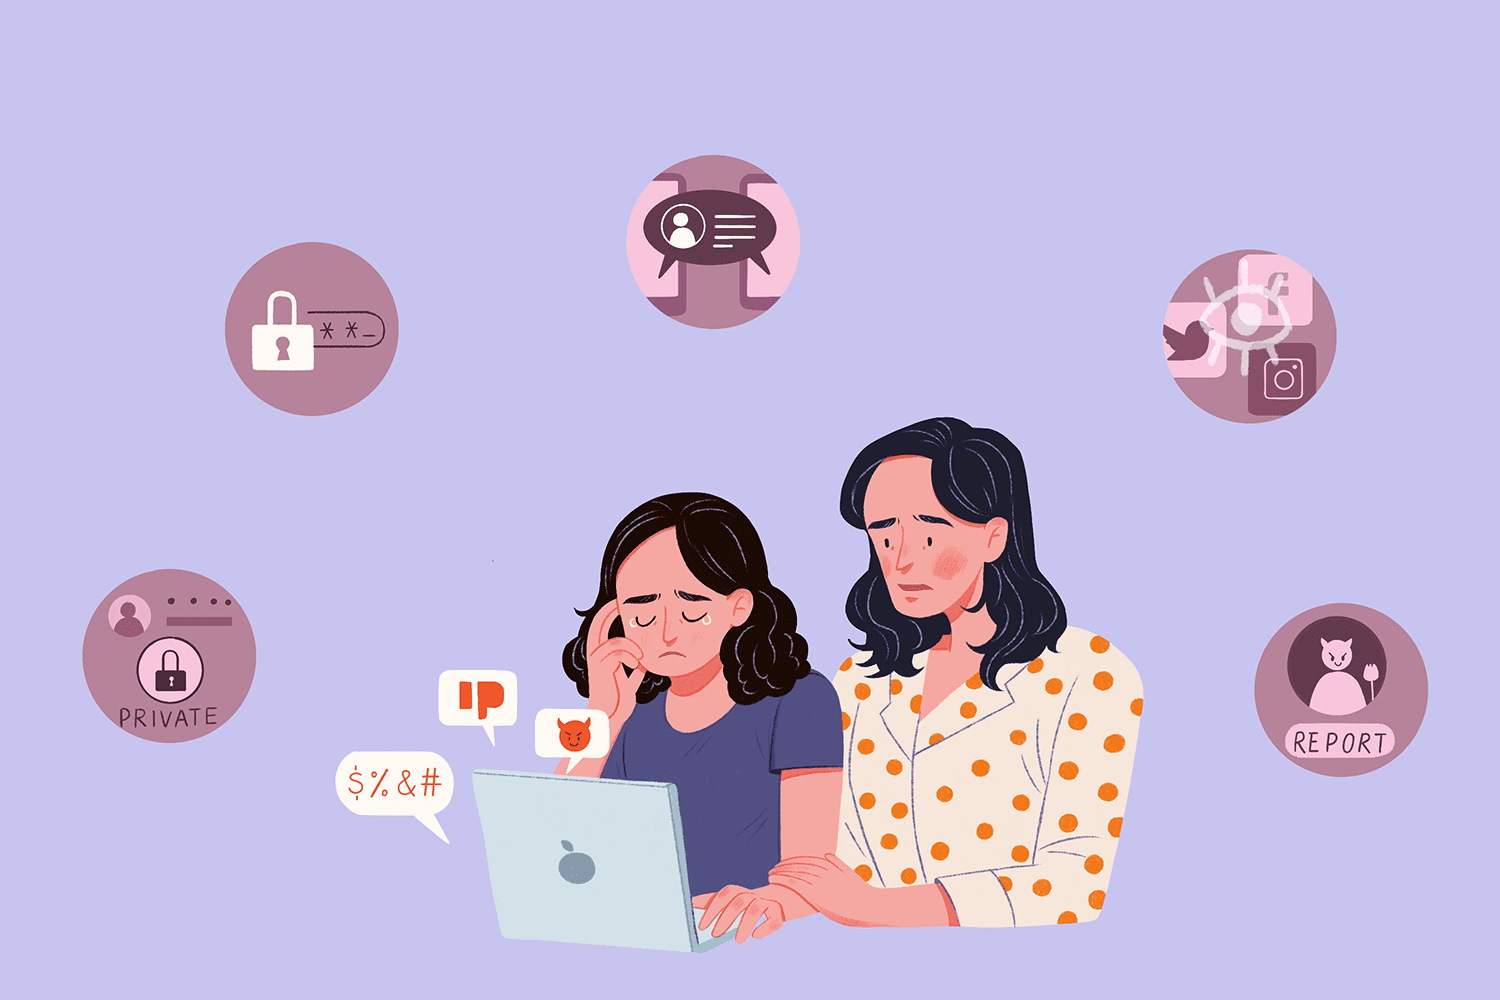 * * _
PRIVATE
$%&#
f
REPORT